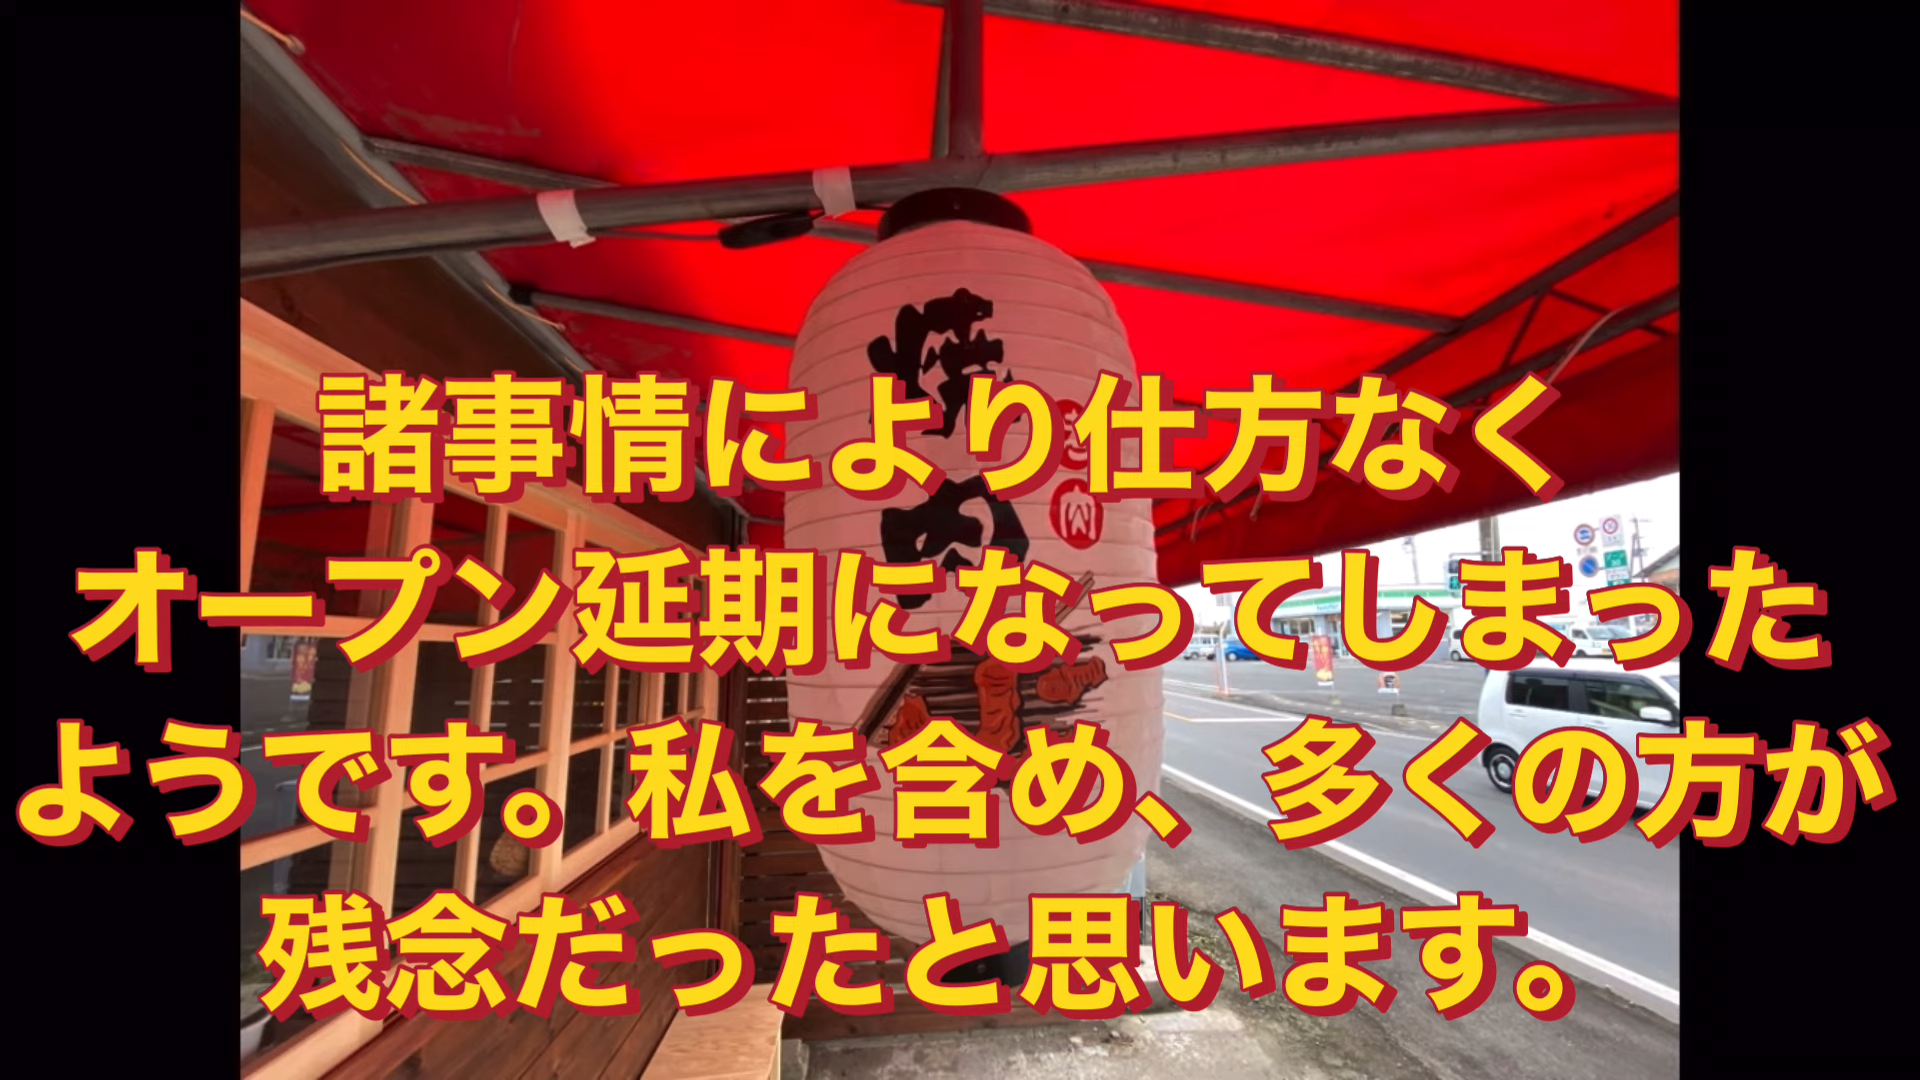 諸事情により仕方なく
オープン延期になってしまった
ようです。私を含め、多くの方が
残念だったと思います。